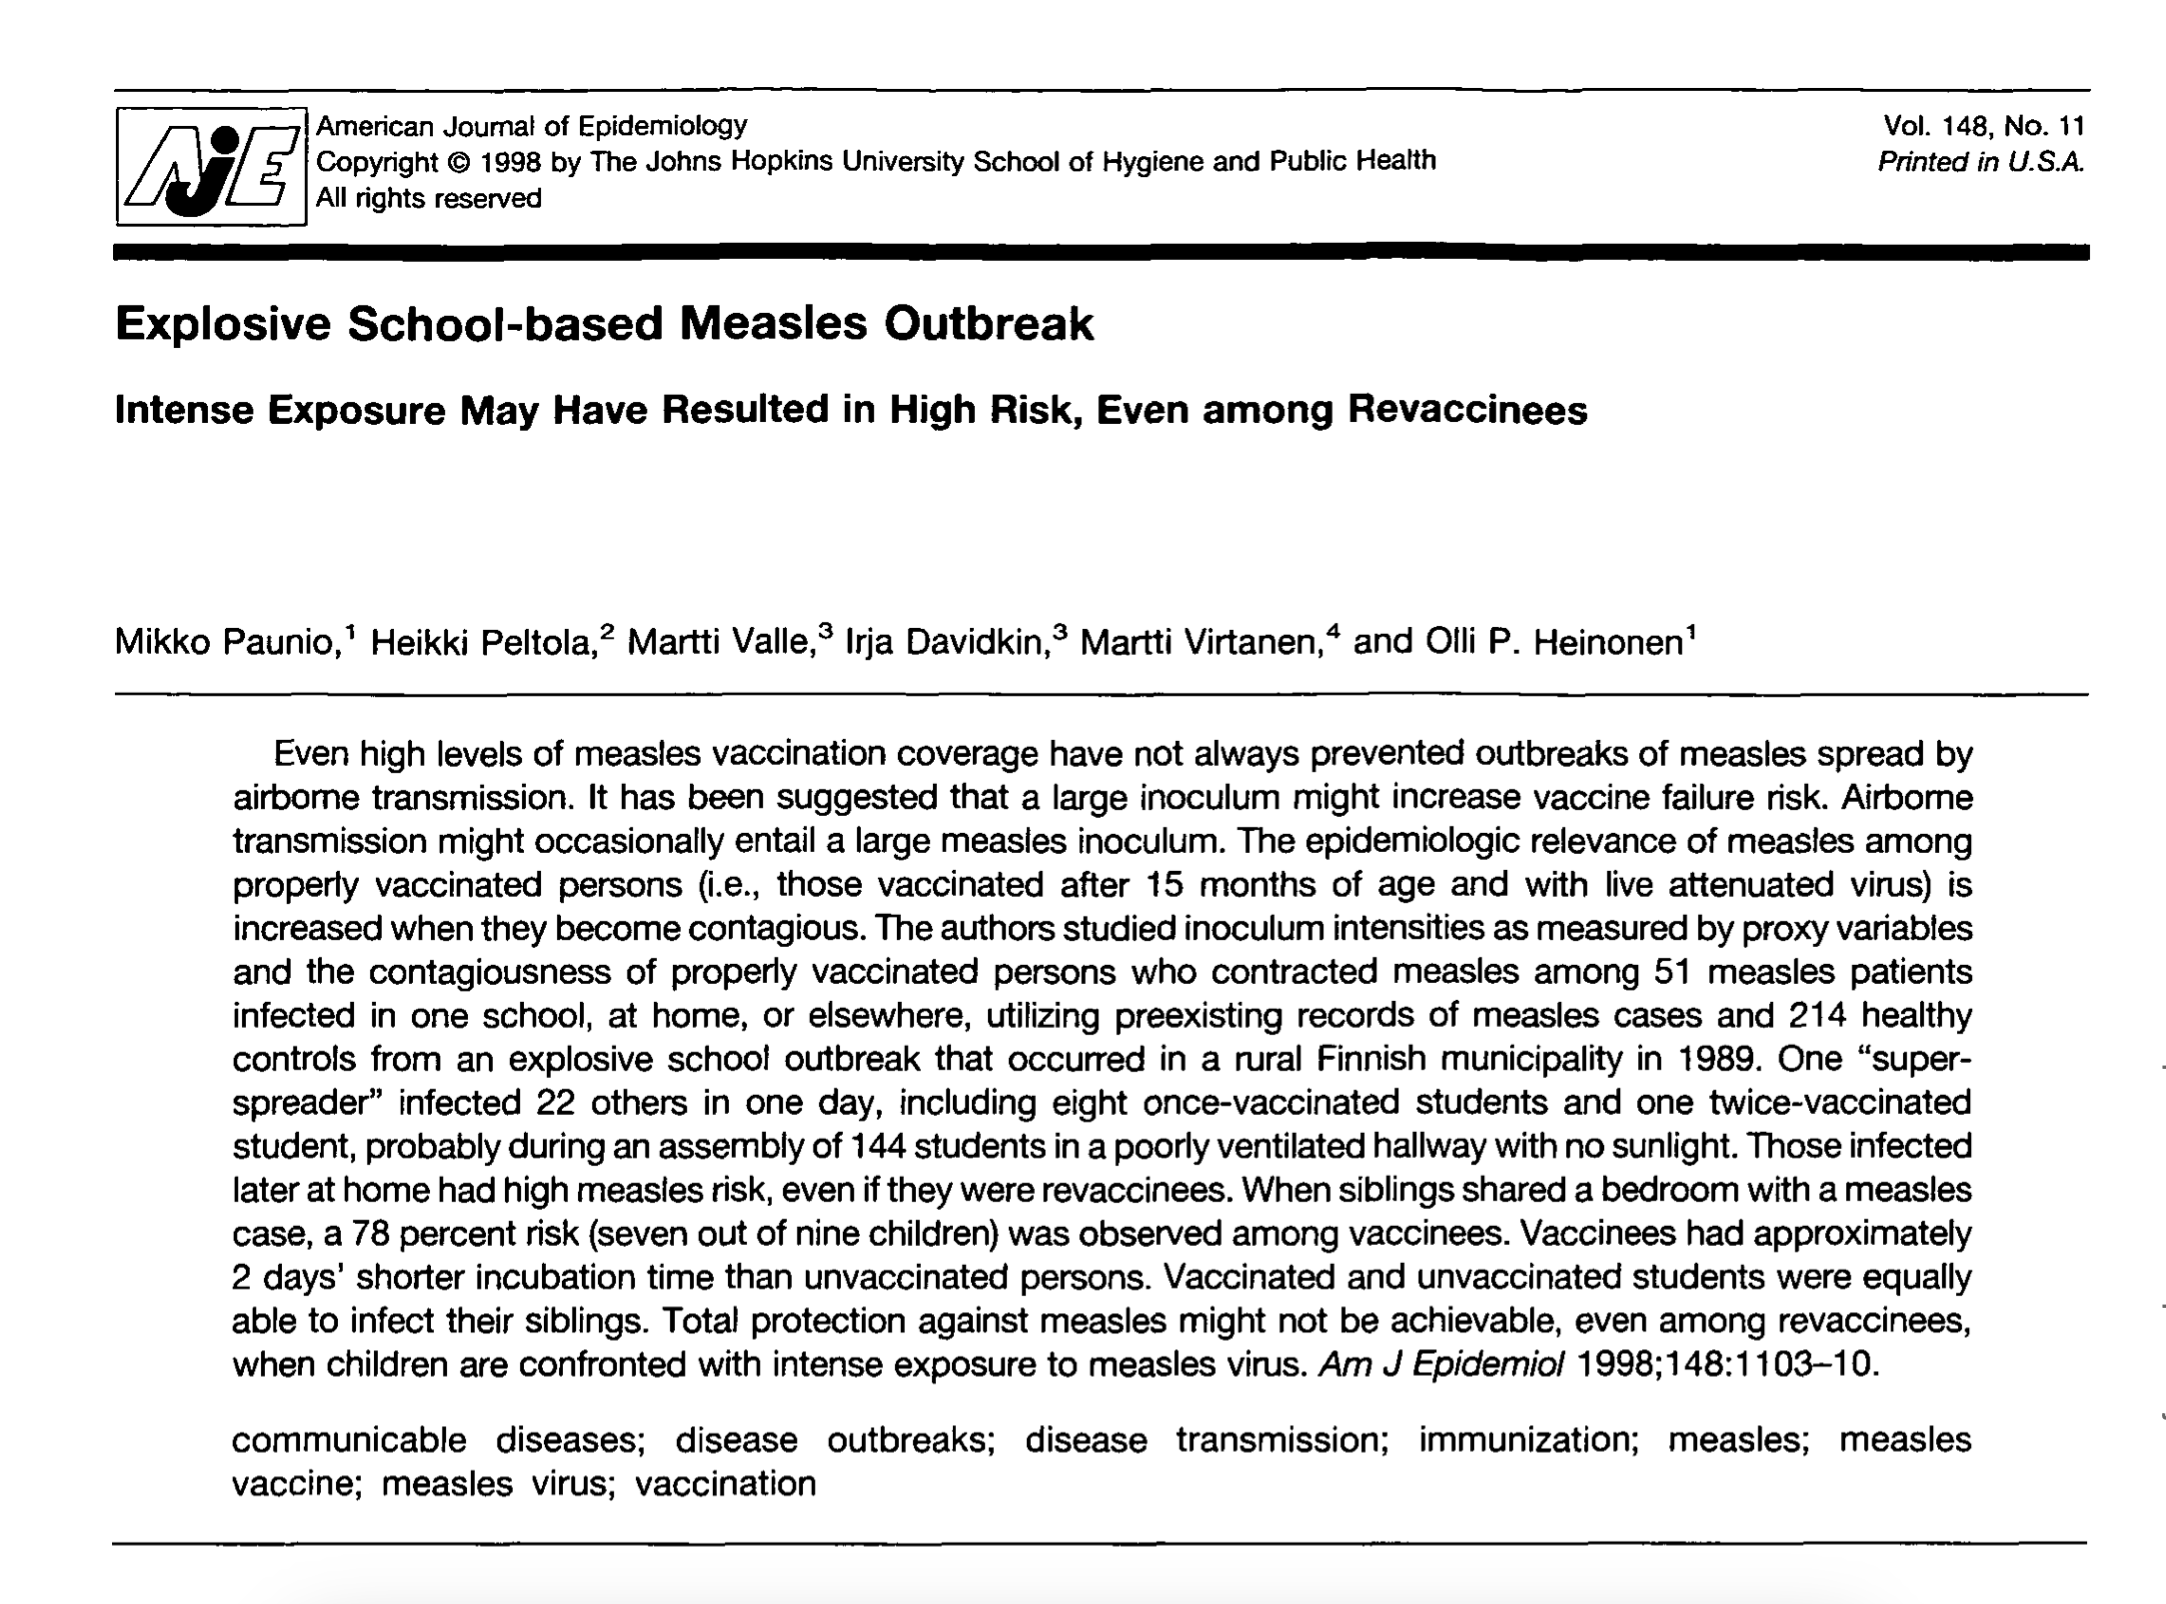 AJE
American Journal of Epidemiology
Copyright © 1998 by The Johns Hopkins University School of Hygiene and Public Health
All rights reserved
Vol. 148, No. 11
Printed in U.S.A.
Explosive School-based Measles Outbreak
Intense Exposure May Have Resulted in High Risk, Even among Revaccinees
Mikko Paunio,¹ Heikki Peltola,² Martti Valle,³ Irja Davidkin,³ Martti Virtanen,⁴ and Olli P. Heinonen¹
Even high levels of measles vaccination coverage have not always prevented outbreaks of measles spread by
airborne transmission. It has been suggested that a large inoculum might increase vaccine failure risk. Airborne
transmission might occasionally entail a large measles inoculum. The epidemiologic relevance of measles among
properly vaccinated persons (i.e., those vaccinated after 15 months of age and with live attenuated virus) is
increased when they become contagious. The authors studied inoculum intensities as measured by proxy variables
and the contagiousness of properly vaccinated persons who contracted measles among 51 measles patients
infected in one school, at home, or elsewhere, utilizing preexisting records of measles cases and 214 healthy
controls from an explosive school outbreak that occurred in a rural Finnish municipality in 1989. One “super-
spreader” infected 22 others in one day, including eight once-vaccinated students and one twice-vaccinated
student, probably during an assembly of 144 students in a poorly ventilated hallway with no sunlight. Those infected
later at home had high measles risk, even if they were revaccinees. When siblings shared a bedroom with a measles
case, a 78 percent risk (seven out of nine children) was observed among vaccinees. Vaccinees had approximately
2 days' shorter incubation time than unvaccinated persons. Vaccinated and unvaccinated students were equally
able to infect their siblings. Total protection against measles might not be achievable, even among revaccinees,
when children are confronted with intense exposure to measles virus. Am J Epidemiol 1998;148:1103–10.
communicable diseases; disease outbreaks; disease transmission; immunization; measles; measles
vaccine; measles virus; vaccination